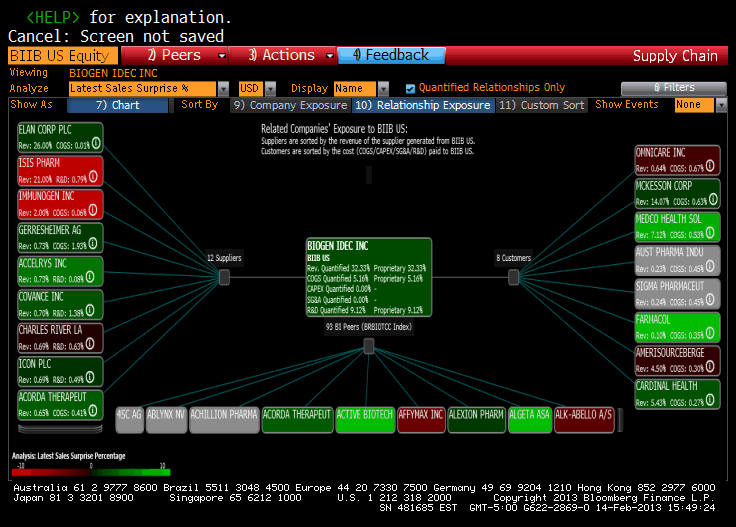 <HELP> for explanation.
Cancel: Screen not saved
BIIB US Equity 2) Peers 3) Actions 4) Feedback Supply Chain
Viewing BIOGEN IDEC INC
Analyze Latest Sales Surprise % USD Display Name Quantified Relationships Only 6) Filters
Show As 7) Chart Sort By 9) Company Exposure 10) Relationship Exposure 11) Custom Sort Show Events None
Related Companies' Exposure to BIIB US:
Suppliers are sorted by the revenue of the supplier generated from BIIB US.
Customers are sorted by the cost (COGS/CAPEX/SG&A/R&D) paid to BIIB US.
ELAN CORP PLC
Rev: 26.00% COGS: 0.01%
ISIS PHARM
Rev: 21.00% R&D: 0.79%
IMMUNOGEN INC
Rev: 2.00% COGS: 0.06%
GERRESHEIMER AG
Rev: 0.73% COGS: 1.93%
ACCELRYS INC
Rev: 0.73% R&D: 0.08%
COVANCE INC
Rev: 0.70% R&D: 1.38%
CHARLES RIVER LA
Rev: 0.69% R&D: 0.63%
ICON PLC
Rev: 0.69% R&D: 0.49%
ACORDA THERAPEUT
Rev: 0.65% COGS: 0.41%
12 Suppliers
BIOGEN IDEC INC
BIIB US
Rev. Quantified 32.33% Proprietary 32.33%
COGS Quantified 5.16% Proprietary 5.16%
CAPEX Quantified 0.00% -
SG&A Quantified 0.00% -
R&D Quantified 9.12% Proprietary 9.12%
8 Customers
OMNICARE INC
Rev: 0.64% COGS: 0.67%
MCKESSON CORP
Rev: 14.07% COGS: 0.63%
MEDCO HEALTH SOL
Rev: 7.12% COGS: 0.53%
AUST PHARMA INDU
Rev: 0.23% COGS: 0.45%
SIGMA PHARMACEUT
Rev: 0.24% COGS: 0.45%
FARMACOL
Rev: 0.10% COGS: 0.35%
AMERISOURCEBERGE
Rev: 4.50% COGS: 0.30%
CARDINAL HEALTH
Rev: 5.43% COGS: 0.27%
93 BI Peers (BRBIOTCC Index)
4SC AG ABLYNX NV ACHILLION PHARMA ACORDA THERAPEUT ACTIVE BIOTECH AFFYMAX INC ALEXION PHARM ALGETA ASA ALK-ABELLO A/S
Analysis: Latest Sales Surprise Percentage
-10 0 10
Australia 61 2 9777 8600 Brazil 5511 3048 4500 Europe 44 20 7330 7500 Germany 49 69 9204 1210 Hong Kong 852 2977 6000
Japan 81 3 3201 8900 Singapore 65 6212 1000 U.S. 1 212 318 2000 Copyright 2013 Bloomberg Finance L.P.
SN 481685 EST GMT-5:00 G622-2869-0 14-Feb-2013 15:49:24